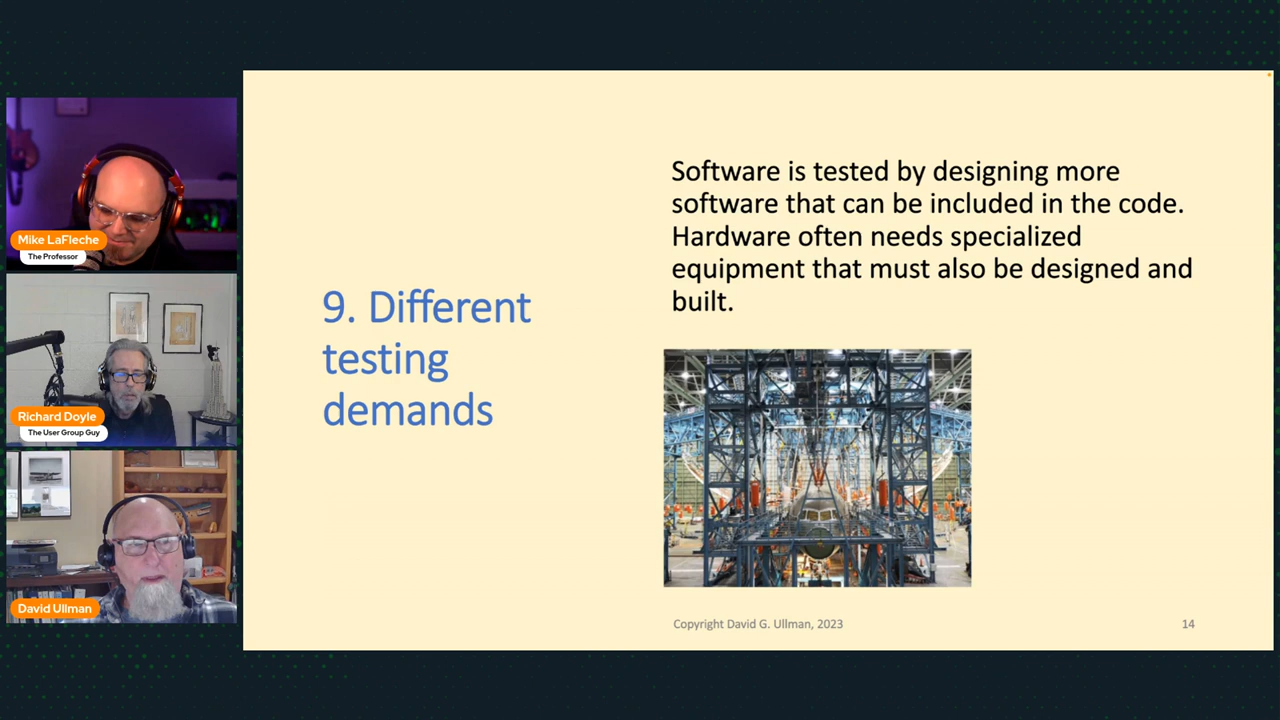 Mike LaFleche
The Professor
Richard Doyle
The User Group Guy
David Ullman
9. Different
testing
demands
Software is tested by designing more
software that can be included in the code.
Hardware often needs specialized
equipment that must also be designed and
built.
Copyright David G. Ullman, 2023
14